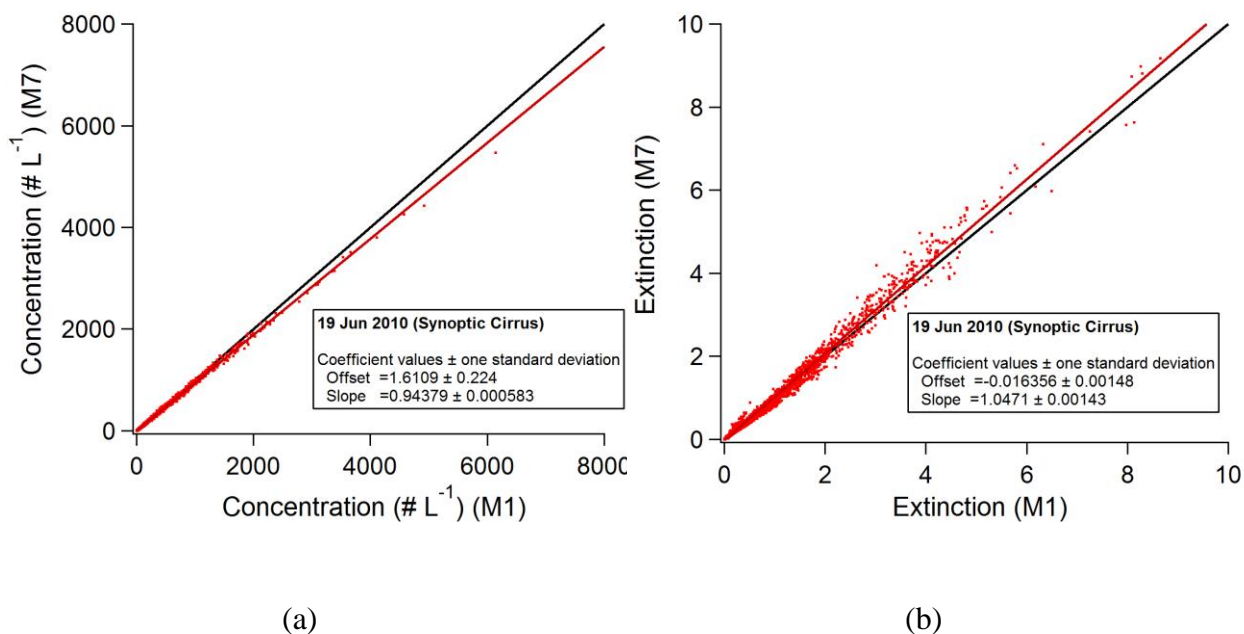 8000
6000
4000
2000
0
Concentration (# L⁻¹) (M7)
19 Jun 2010 (Synoptic Cirrus)
Coefficient values ± one standard deviation
Offset =1.6109 ± 0.224
Slope =0.94379 ± 0.000583
0 2000 4000 6000 8000
Concentration (# L⁻¹) (M1)
(a)
10
8
6
4
2
0
Extinction (M7)
19 Jun 2010 (Synoptic Cirrus)
Coefficient values ± one standard deviation
Offset =-0.016356 ± 0.00148
Slope =1.0471 ± 0.00143
0 2 4 6 8 10
Extinction (M1)
(b)